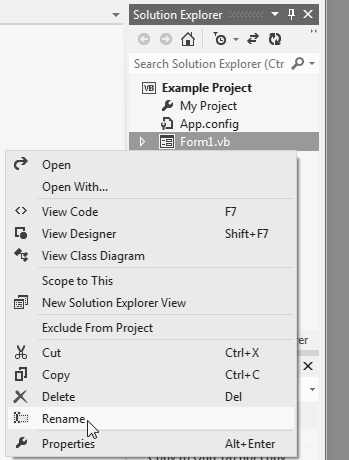 Solution Explorer
Search Solution Explorer (Ctr
VB Example Project
My Project
App.config
Form1.vb
Open
Open With...
View Code F7
View Designer Shift+F7
View Class Diagram
Scope to This
New Solution Explorer View
Exclude From Project
rer
Cut Ctrl+X
Copy Ctrl+C
Delete Del
Rename
Properties Alt+Enter